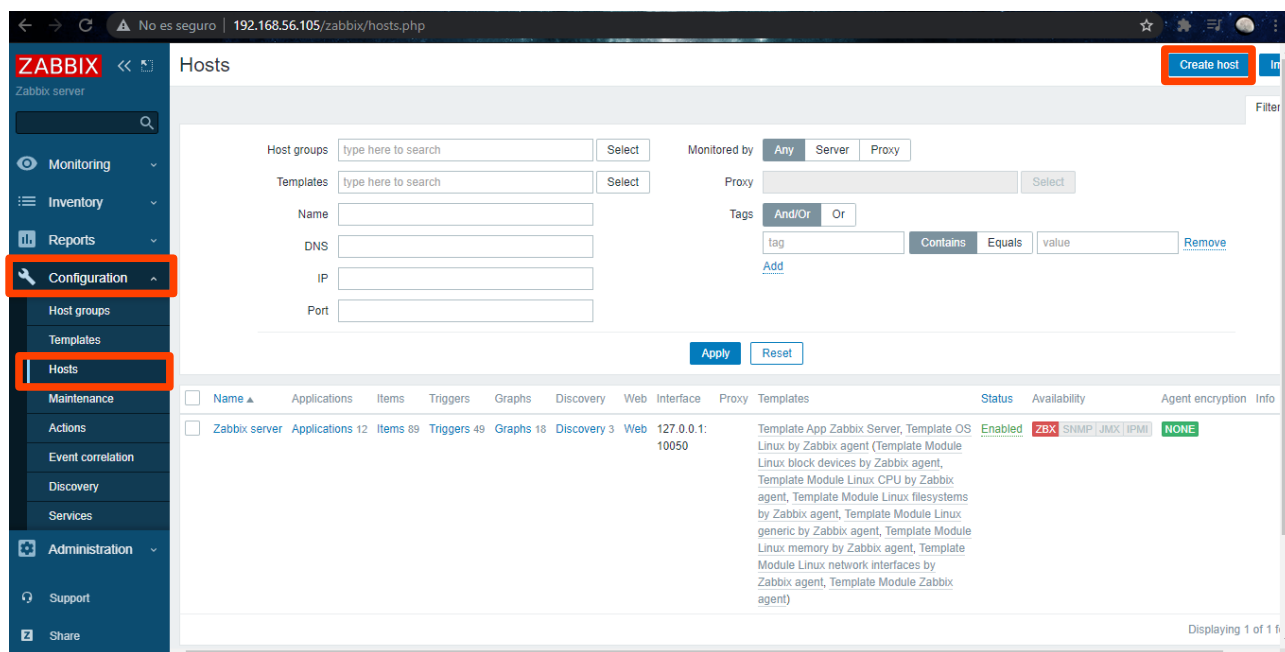 No es seguro | 192.168.56.105/zabbix/hosts.php
ZABBIX
Zabbix server
Monitoring
Inventory
Reports
Configuration
Host groups
Templates
Hosts
Maintenance
Actions
Event correlation
Discovery
Services
Administration
Support
Z Share
Hosts
Create host
Filter
Host groups type here to search Select
Templates type here to search Select
Name
DNS
IP
Port
Monitored by Any Server Proxy
Proxy Select
Tags And/Or Or
tag Contains Equals value Remove
Add
Apply Reset
Name ▲ Applications Items Triggers Graphs Discovery Web Interface Proxy Templates Status Availability Agent encryption Info
Zabbix server Applications 12 Items 89 Triggers 49 Graphs 18 Discovery 3 Web 127.0.0.1:
10050
Template App Zabbix Server, Template OS
Linux by Zabbix agent (Template Module
Linux block devices by Zabbix agent,
Template Module Linux CPU by Zabbix
agent, Template Module Linux filesystems
by Zabbix agent, Template Module Linux
generic by Zabbix agent, Template Module
Linux memory by Zabbix agent, Template
Module Linux network interfaces by
Zabbix agent, Template Module Zabbix
agent)
Enabled ZBX SNMP JMX IPMI NONE
Displaying 1 of 1